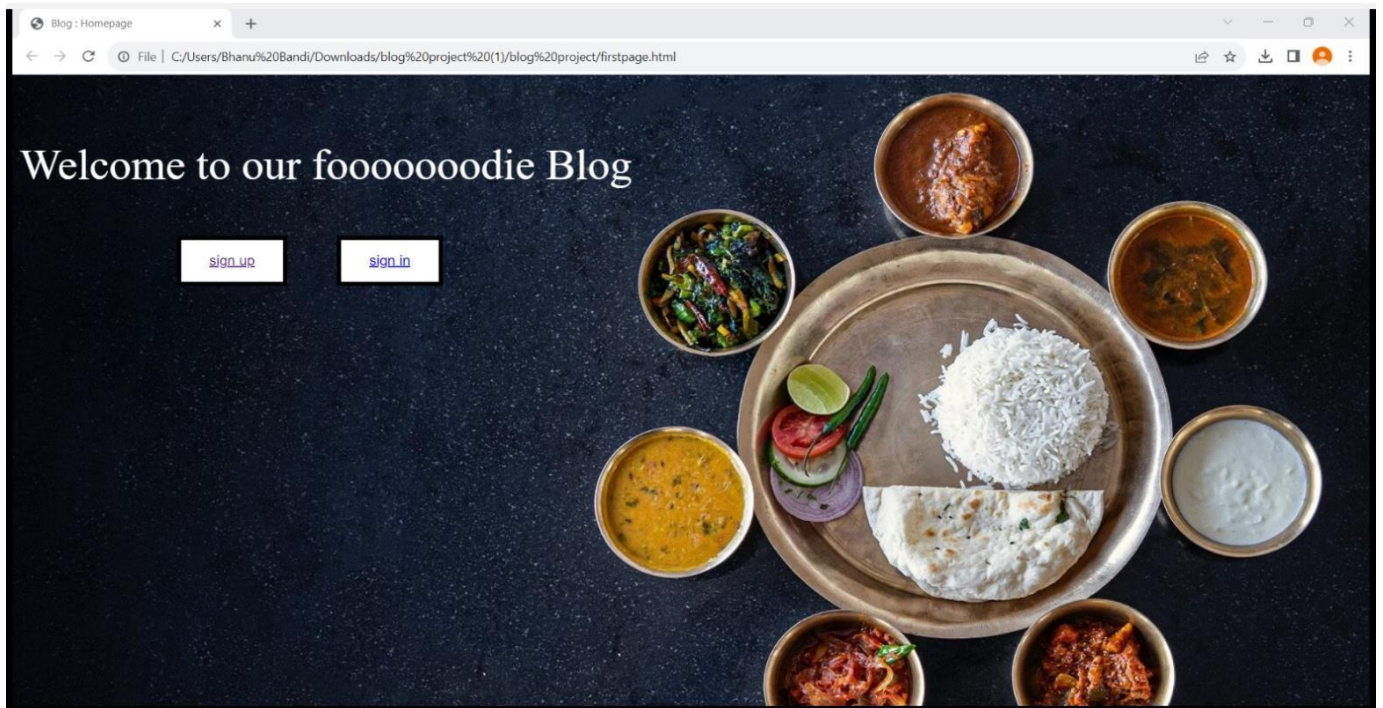 Blog : Homepage
File | C:/Users/Bhanu%20Bandi/Downloads/blog%20project%20(1)/blog%20project/firstpage.html
Welcome to our fooooooodie Blog
sign up sign in